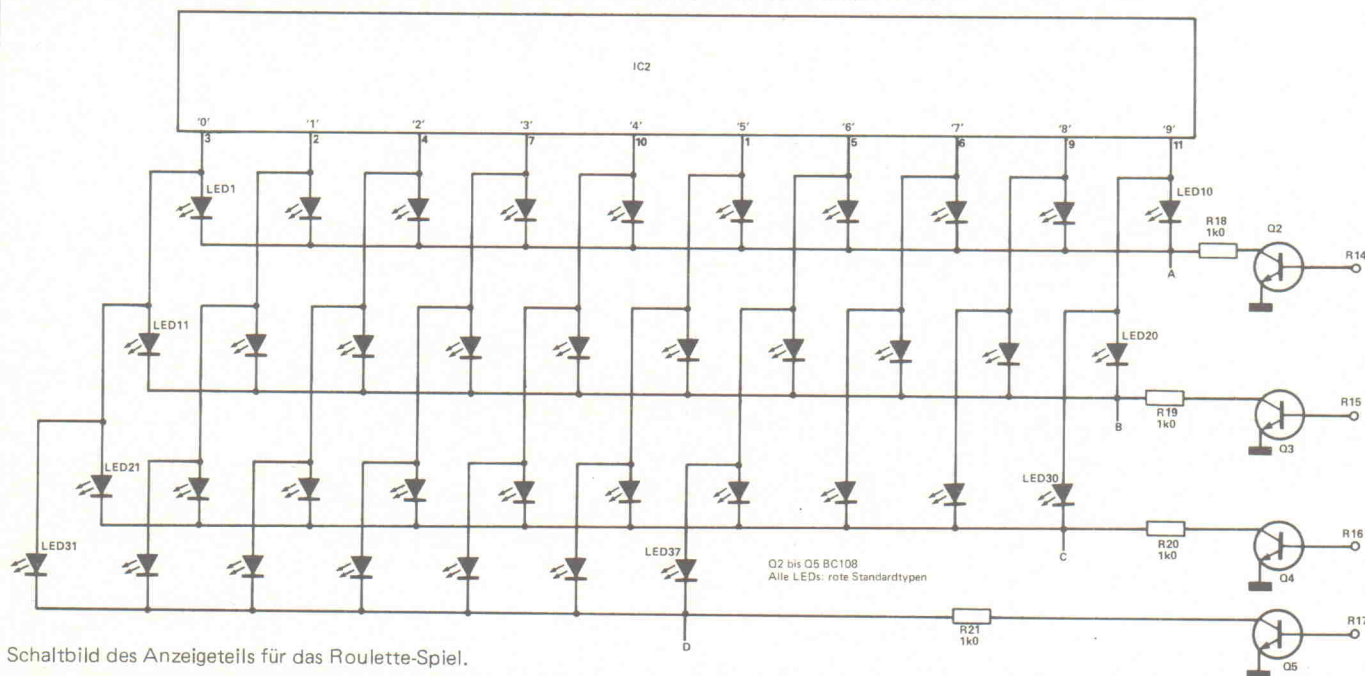 IC2
'0' '1' '2' '3' '4' '5' '6' '7' '8' '9'
3 2 4 7 10 1 5 6 9 11
LED1
LED10
R18
1k0
Q2
R14
A
LED11
LED20
R19
1k0
Q3
R15
B
LED21
LED30
R20
1k0
Q4
R16
C
LED31
LED37
Q2 bis Q5 BC108
Alle LEDs: rote Standardtypen
R21
1k0
Q5
R17
D
Schaltbild des Anzeigeteils für das Roulette-Spiel.